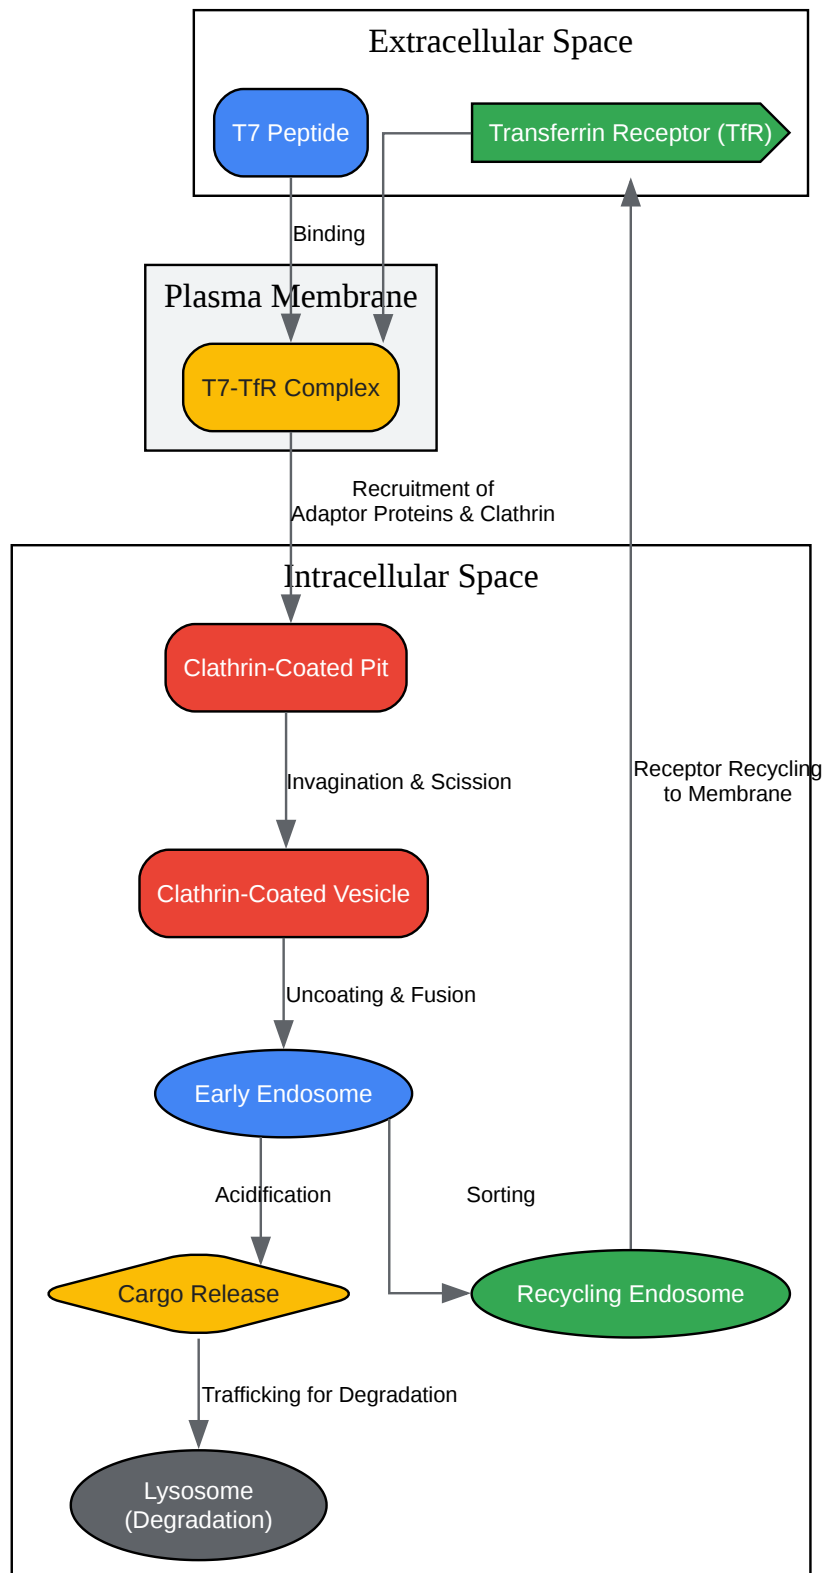 Extracellular Space
T7 Peptide
Transferrin Receptor (TfR)
Binding
Plasma Membrane
T7-TfR Complex
Recruitment of
Adaptor Proteins & Clathrin
Intracellular Space
Clathrin-Coated Pit
Invagination & Scission
Receptor Recycling
to Membrane
Clathrin-Coated Vesicle
Uncoating & Fusion
Early Endosome
Acidification
Sorting
Cargo Release
Recycling Endosome
Trafficking for Degradation
Lysosome
(Degradation)